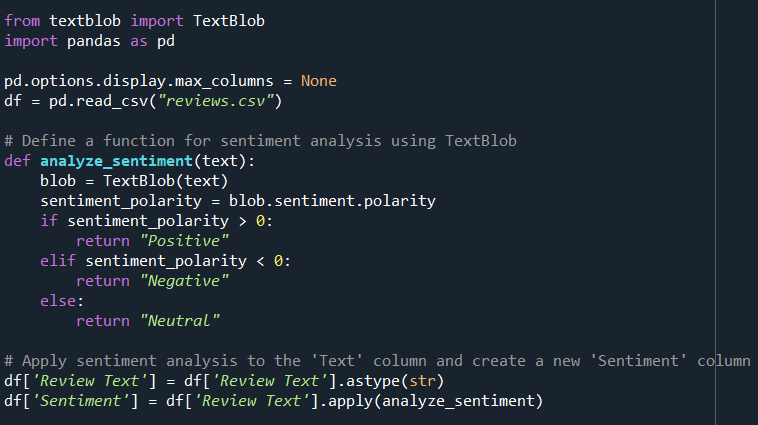 from textblob import TextBlob
import pandas as pd
pd.options.display.max_columns = None
df = pd.read_csv("reviews.csv")
# Define a function for sentiment analysis using TextBlob
def analyze_sentiment(text):
    blob = TextBlob(text)
    sentiment_polarity = blob.sentiment.polarity
    if sentiment_polarity > 0:
        return "Positive"
    elif sentiment_polarity < 0:
        return "Negative"
    else:
        return "Neutral"
# Apply sentiment analysis to the 'Text' column and create a new 'Sentiment' column
df['Review Text'] = df['Review Text'].astype(str)
df['Sentiment'] = df['Review Text'].apply(analyze_sentiment)